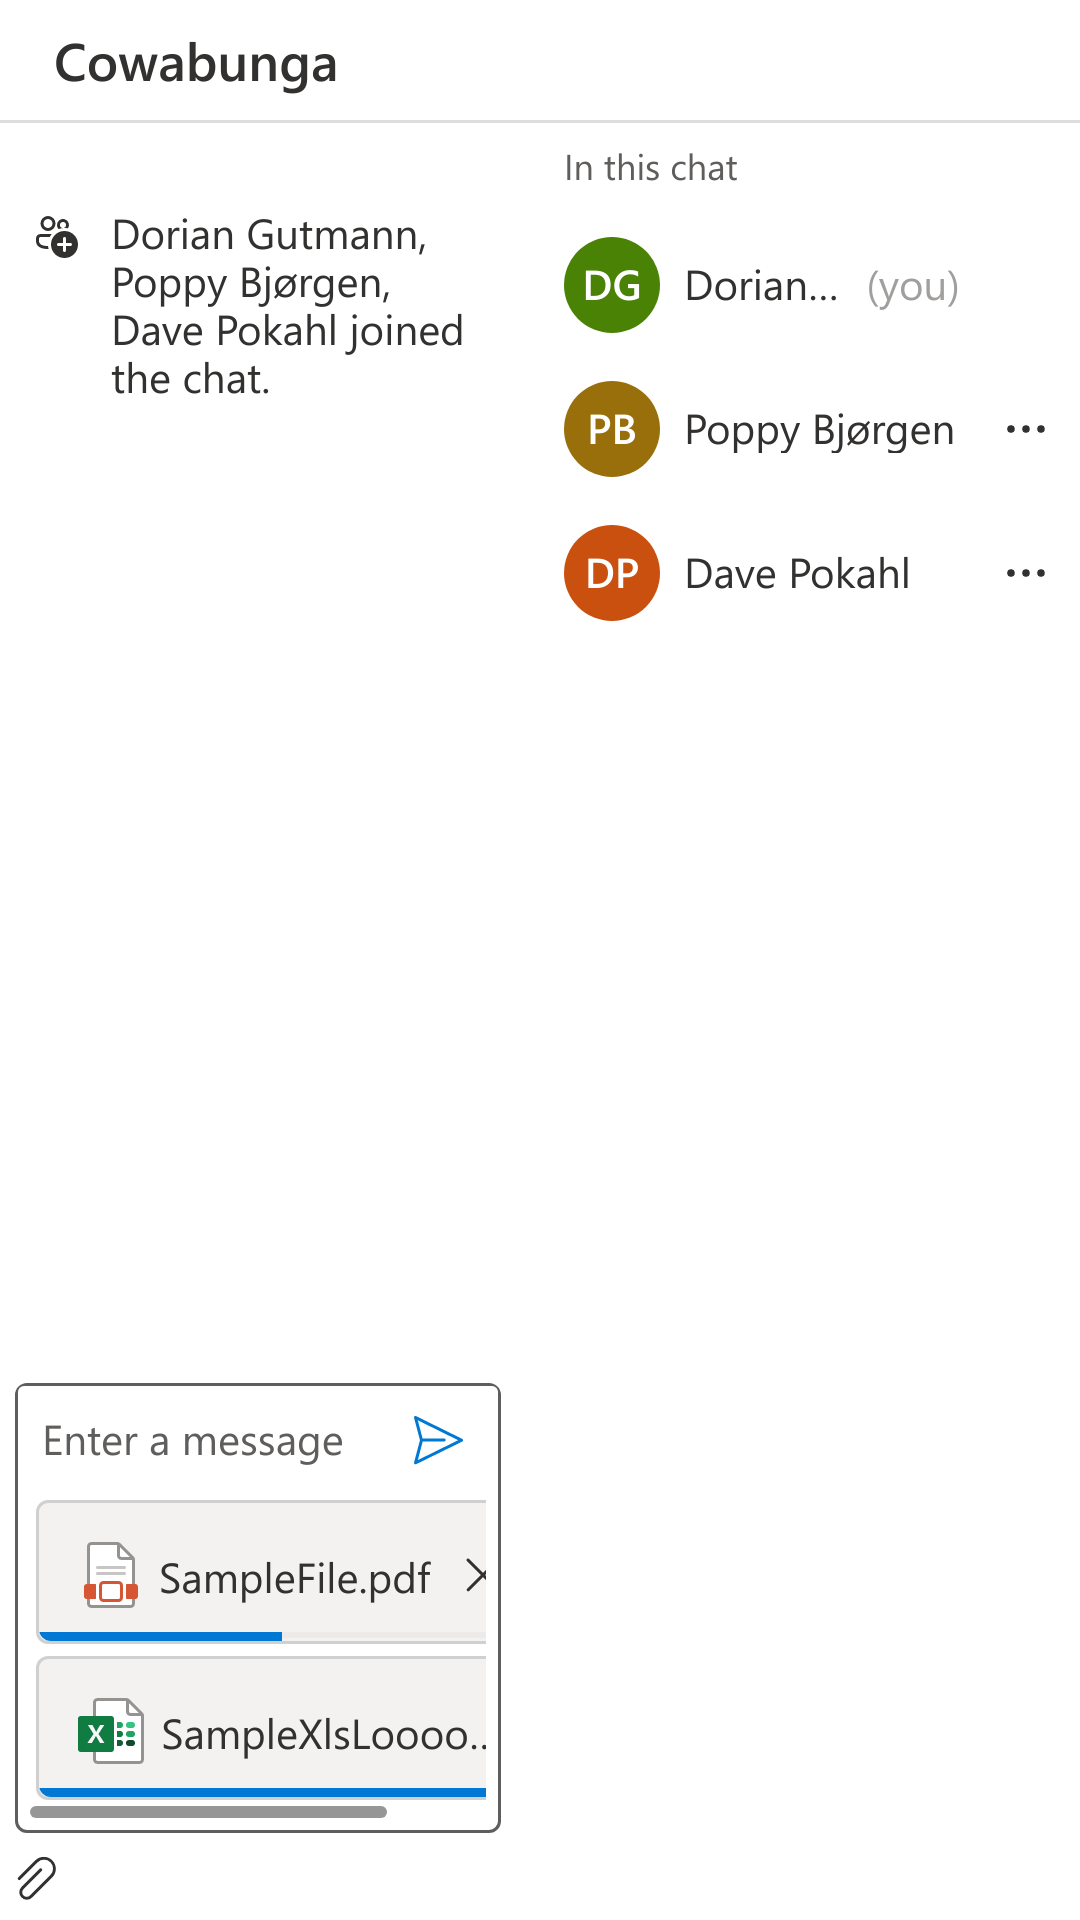 Cowabunga
Dorian Gutmann,
Poppy Bjørgen,
Dave Pokahl joined
the chat.
In this chat
DG Dorian... (you)
PB Poppy Bjørgen
DP Dave Pokahl
Enter a message
SampleFile.pdf
X SampleXlsLoooo..